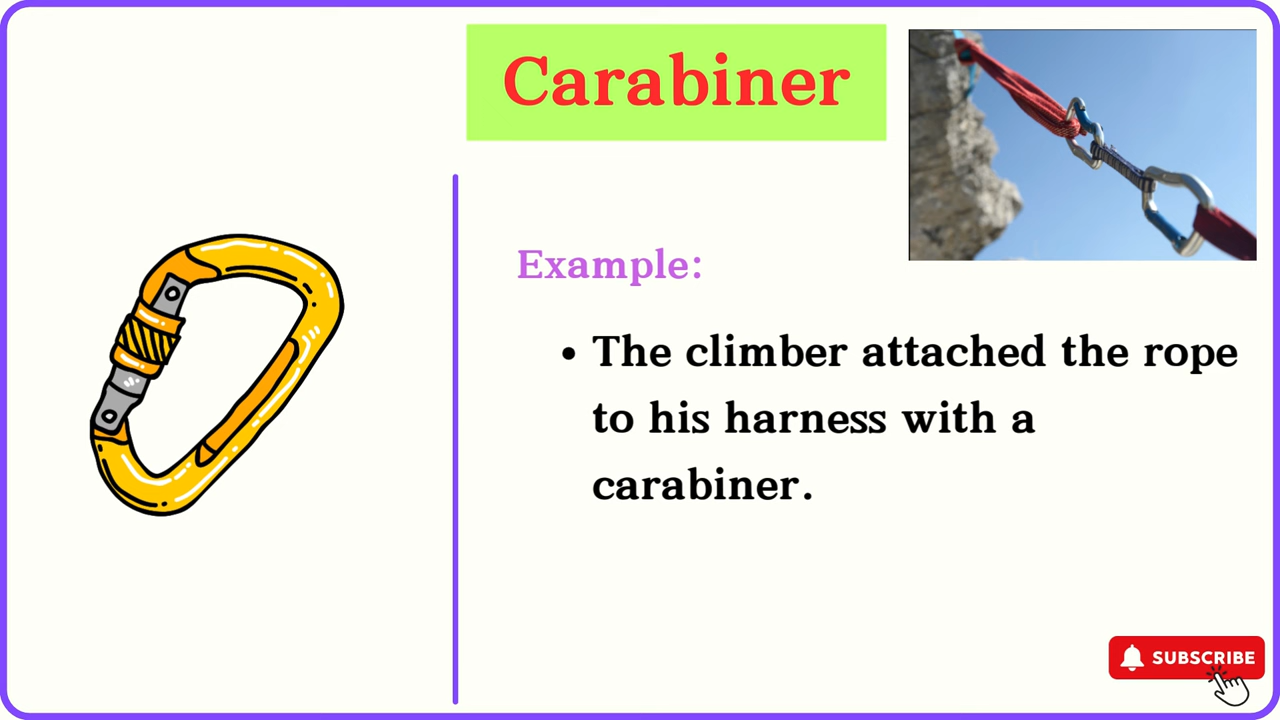 Carabiner
Example:
• The climber attached the rope
to his harness with a
carabiner.
SUBSCRIBE